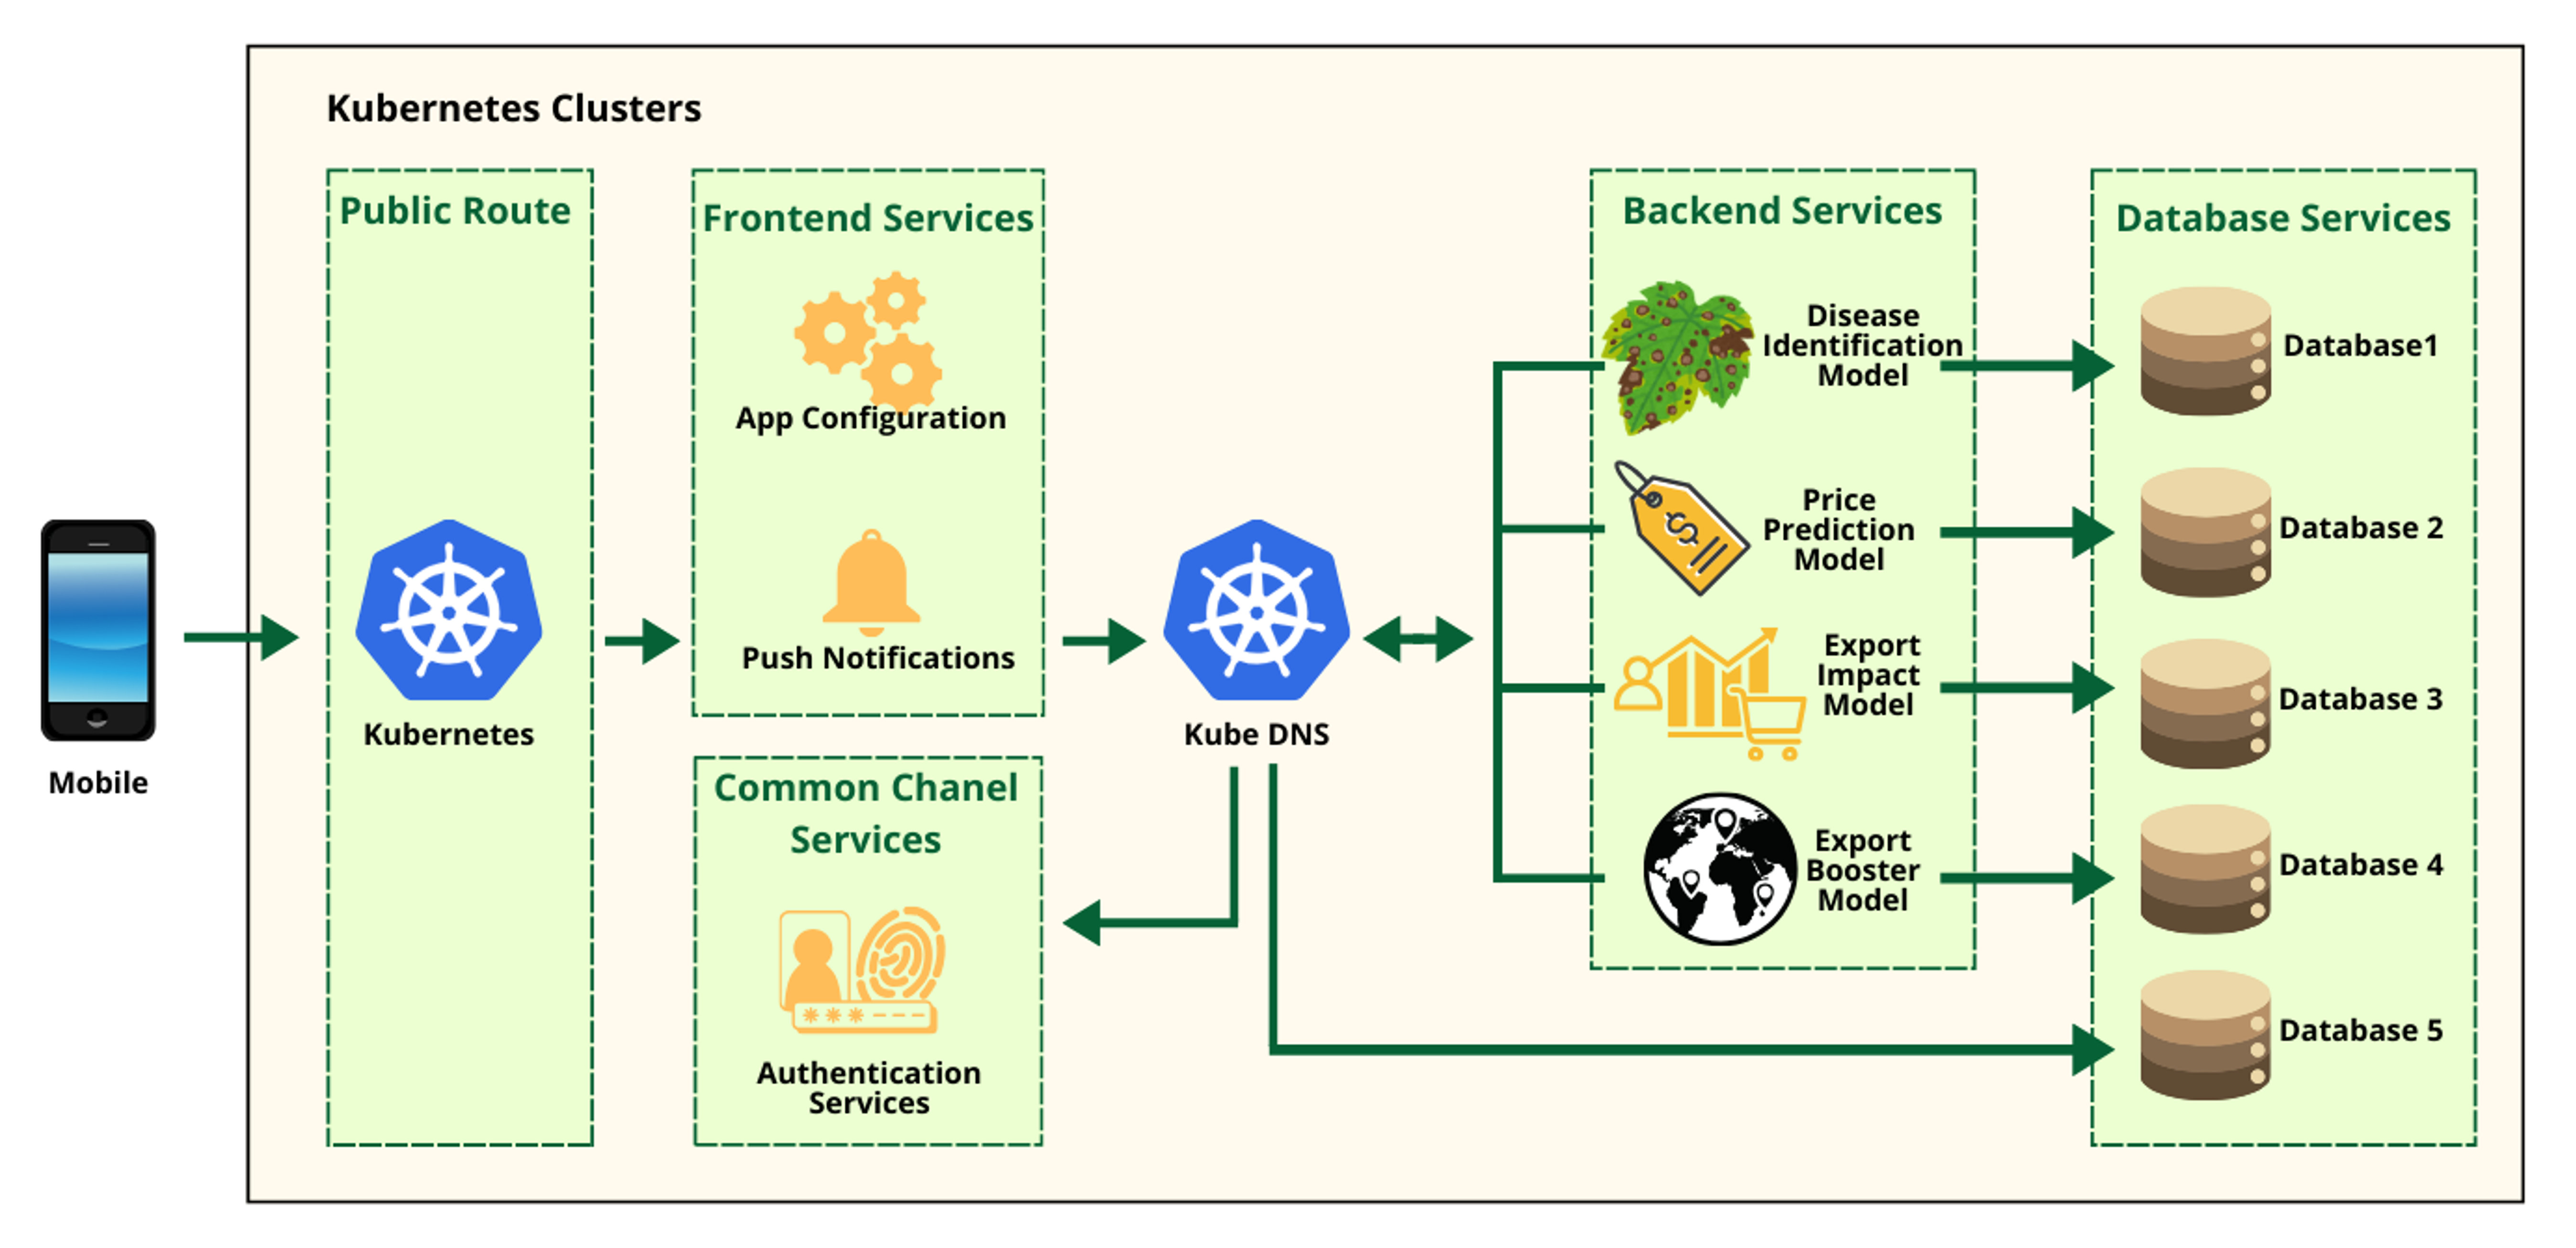 Kubernetes Clusters
Public Route
Kubernetes
Mobile
Frontend Services
App Configuration
Push Notifications
Common Chanel
Services
Authentication
Services
Kube DNS
Backend Services
Disease
Identification
Model
Price
Prediction
Model
Export
Impact
Model
Export
Booster
Model
Database Services
Database1
Database 2
Database 3
Database 4
Database 5